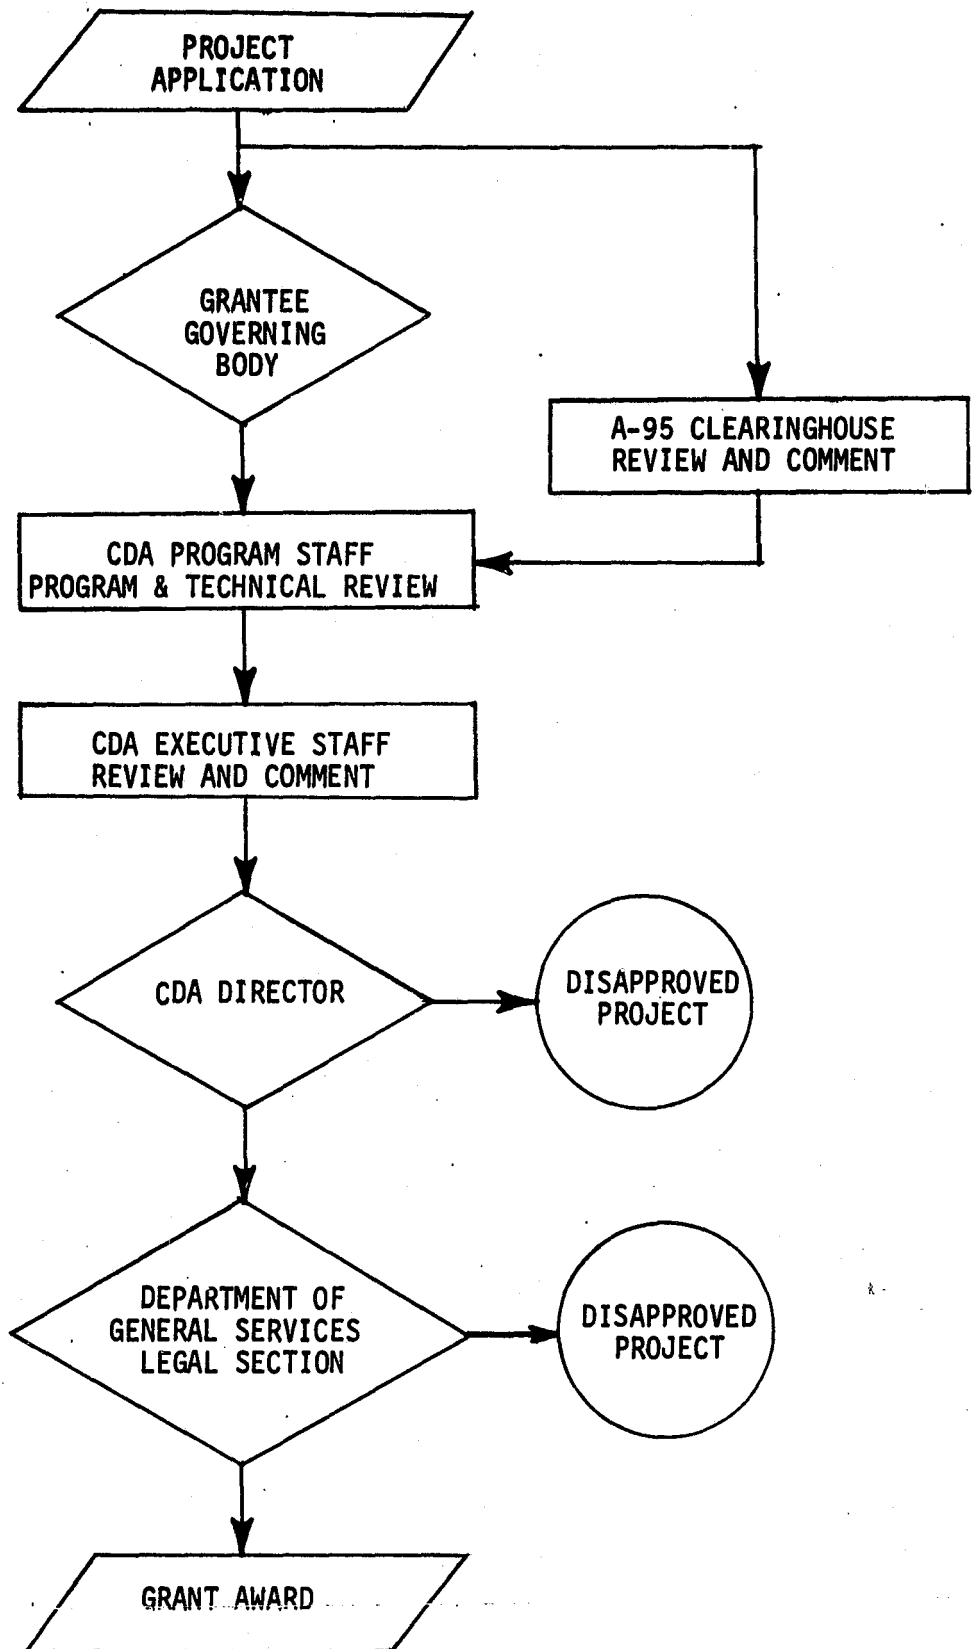 PROJECT
APPLICATION
GRANTEE
GOVERNING
BODY
A-95 CLEARINGHOUSE
REVIEW AND COMMENT
CDA PROGRAM STAFF
PROGRAM & TECHNICAL REVIEW
CDA EXECUTIVE STAFF
REVIEW AND COMMENT
CDA DIRECTOR
DISAPPROVED
PROJECT
DEPARTMENT OF
GENERAL SERVICES
LEGAL SECTION
DISAPPROVED
PROJECT
GRANT AWARD